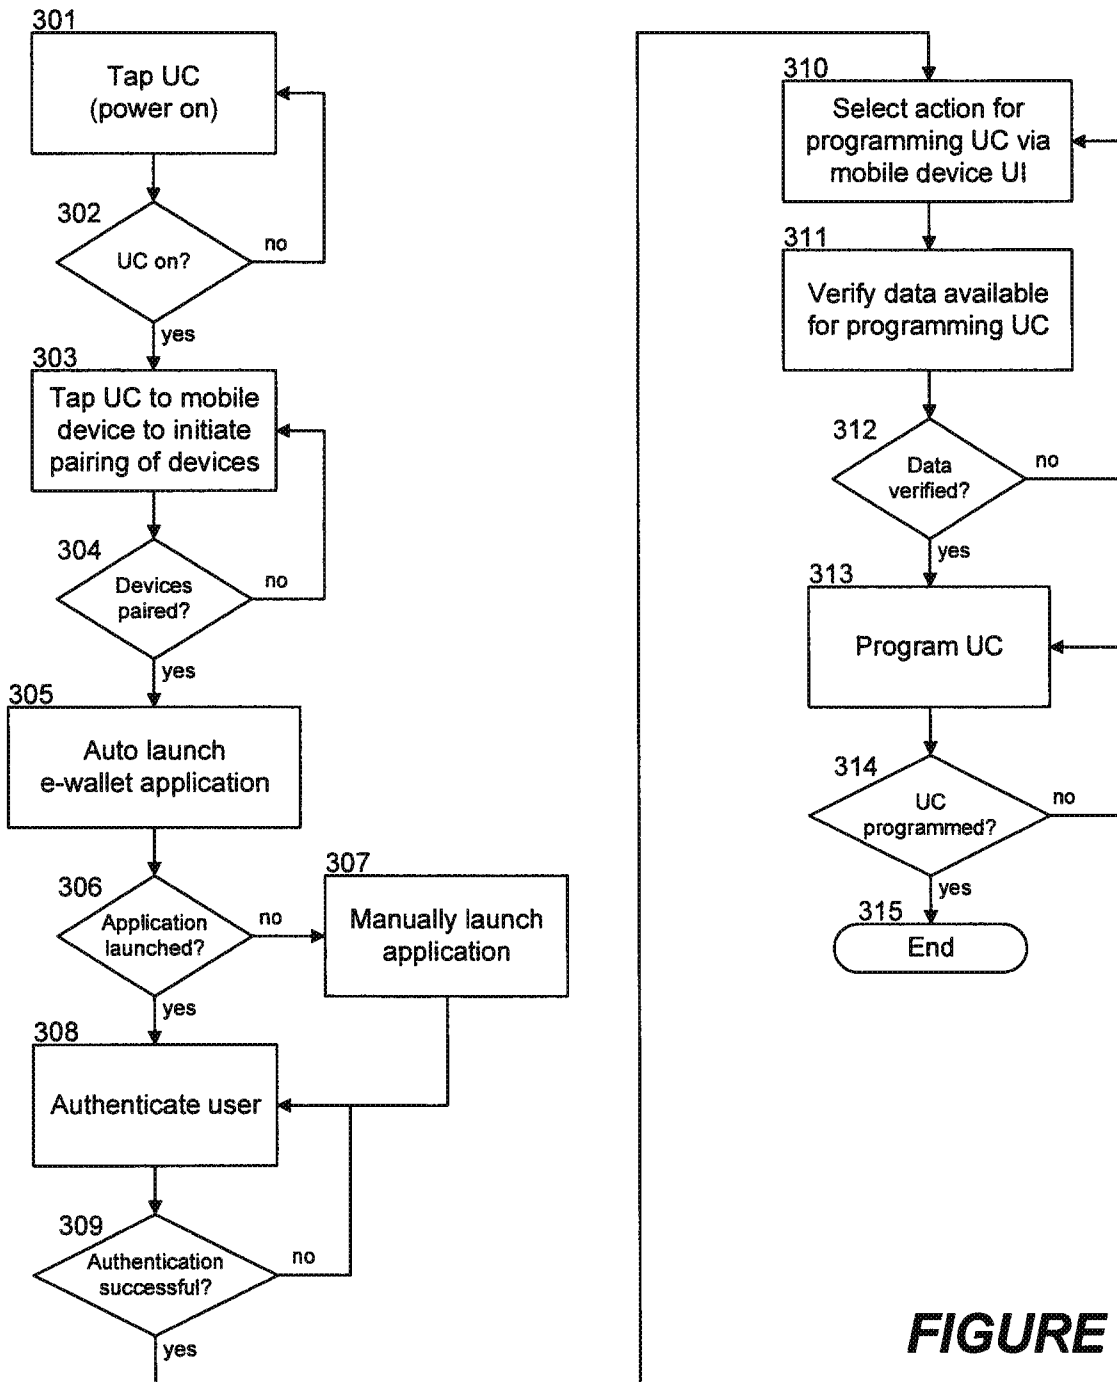 301
Tap UC
(power on)
302
UC on?
no
yes
303
Tap UC to mobile
device to initiate
pairing of devices
304
Devices
paired?
no
yes
305
Auto launch
e-wallet application
306
Application
launched?
no
yes
307
Manually launch
application
308
Authenticate user
309
Authentication
successful?
no
yes
310
Select action for
programming UC via
mobile device UI
311
Verify data available
for programming UC
312
Data
verified?
no
yes
313
Program UC
314
UC
programmed?
no
yes
315
End
FIGURE